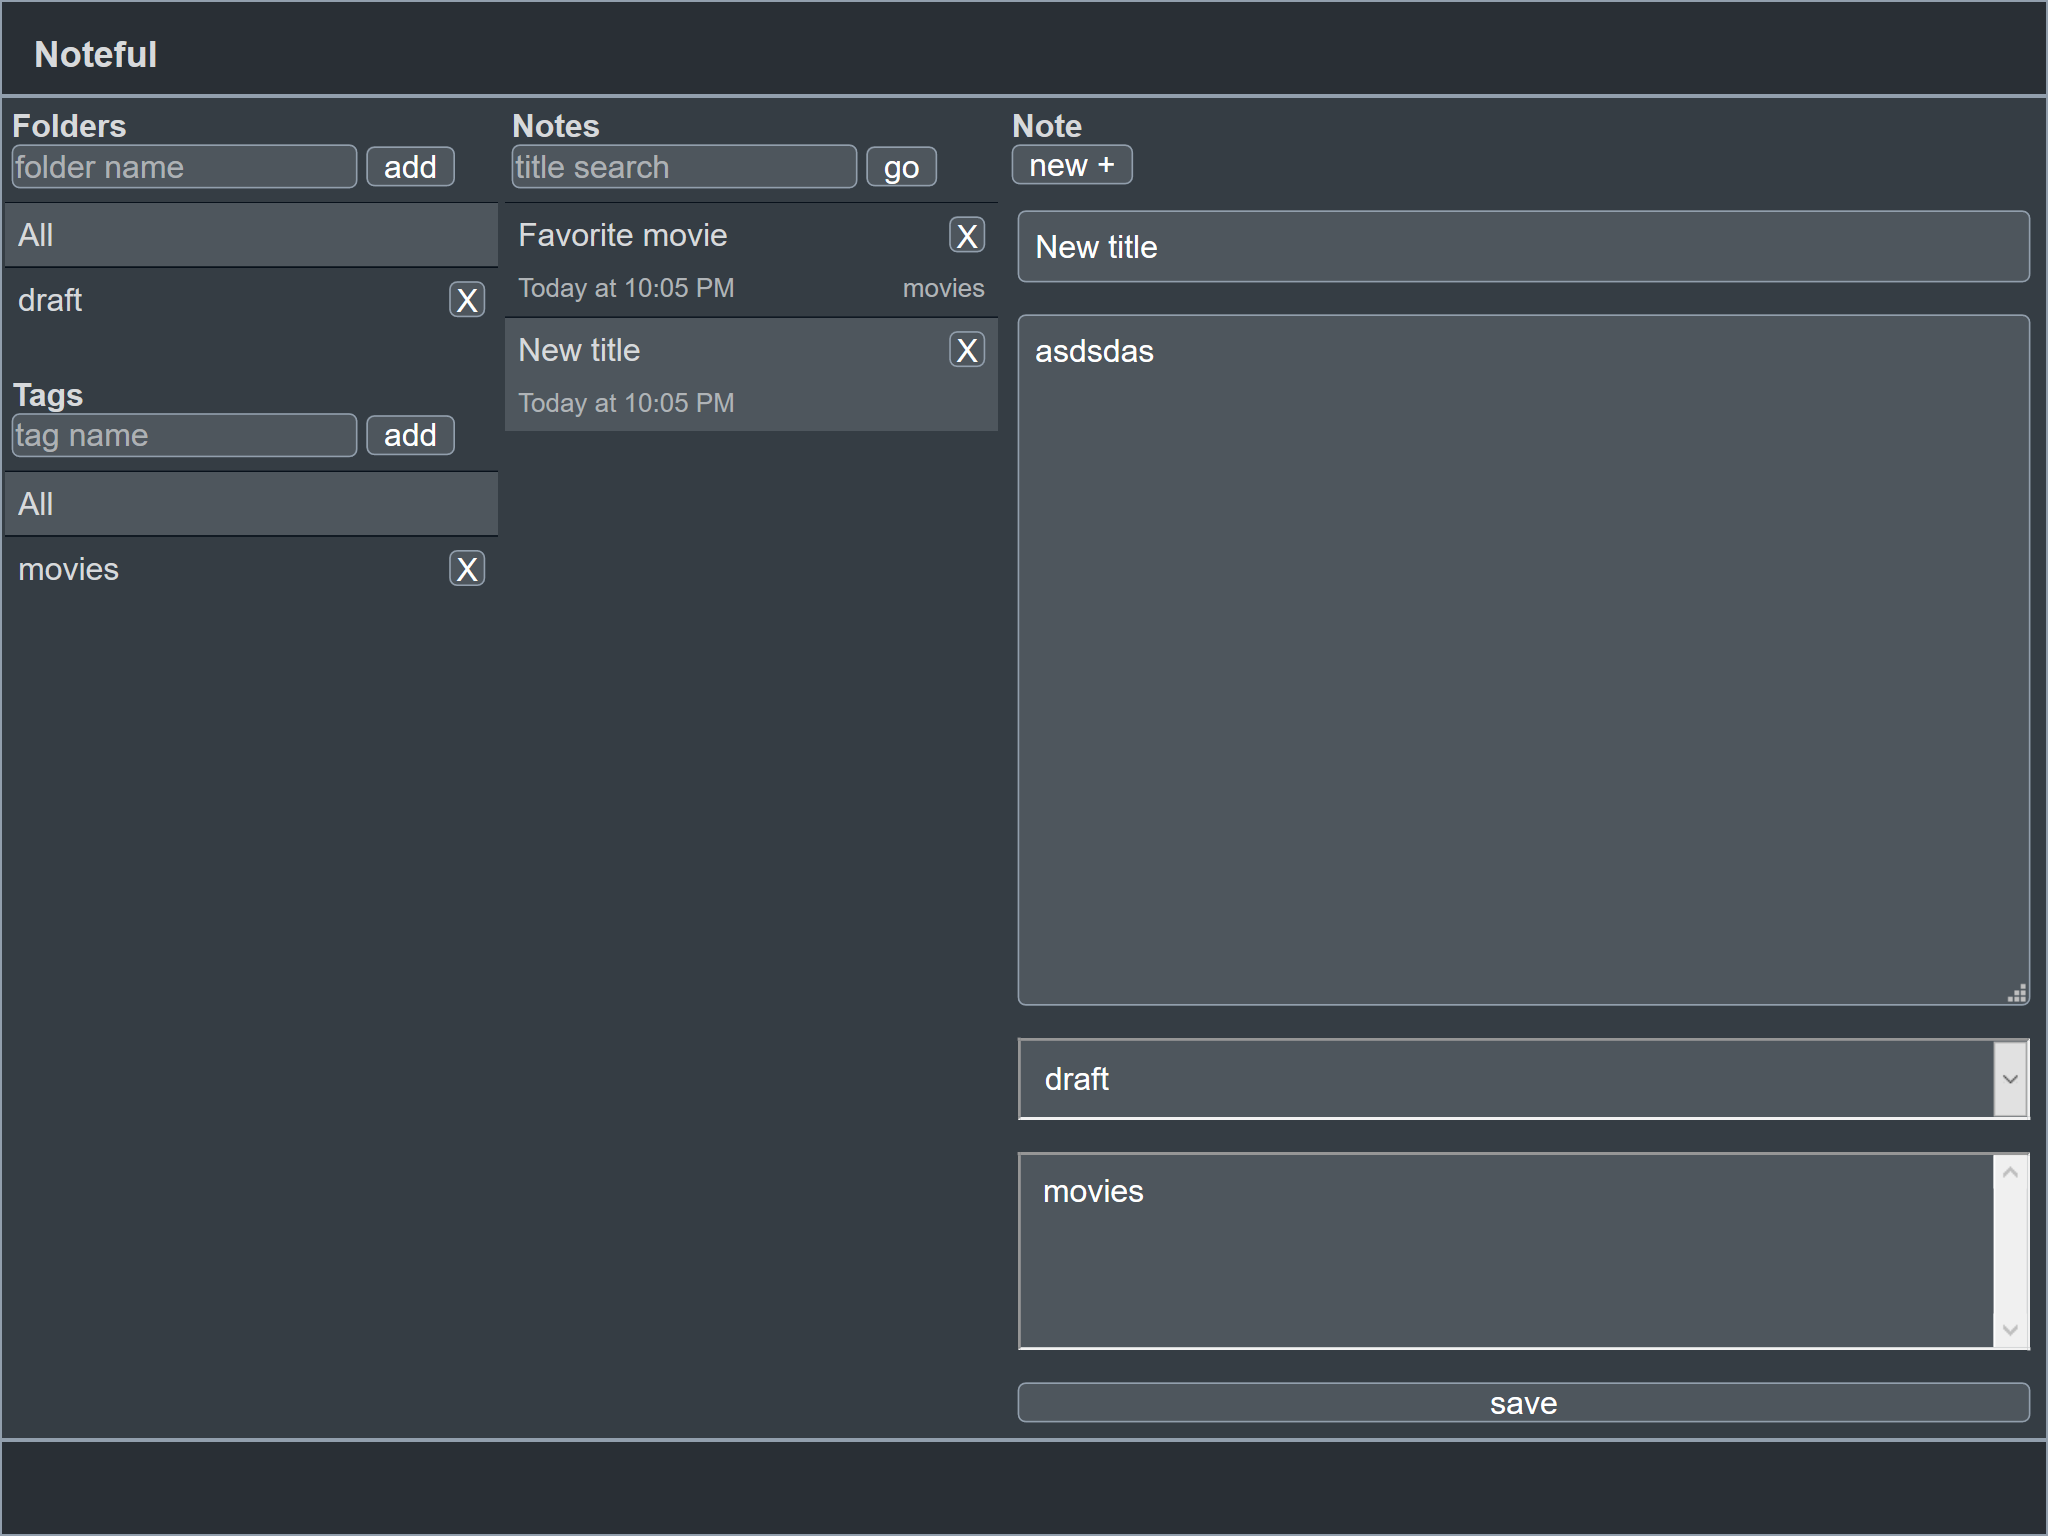 Noteful
Folders
folder name
add
All
draft
X
Tags
tag name
add
All
movies
X
Notes
title search
go
Favorite movie
X
Today at 10:05 PM
movies
New title
X
Today at 10:05 PM
Note
new +
New title
asdsdas
draft
movies
save